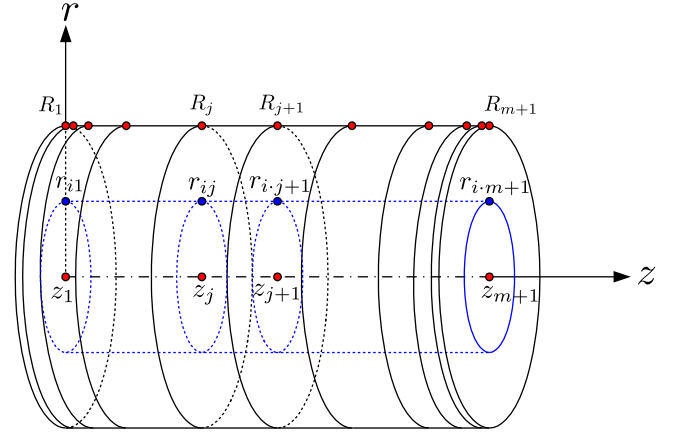 r
R₁ Rⱼ Rⱼ₊₁ Rₘ₊₁
rᵢ₁ rᵢⱼ rᵢ.ⱼ₊₁ rᵢ.ₘ₊₁
z₁ zⱼ zⱼ₊₁ zₘ₊₁ z